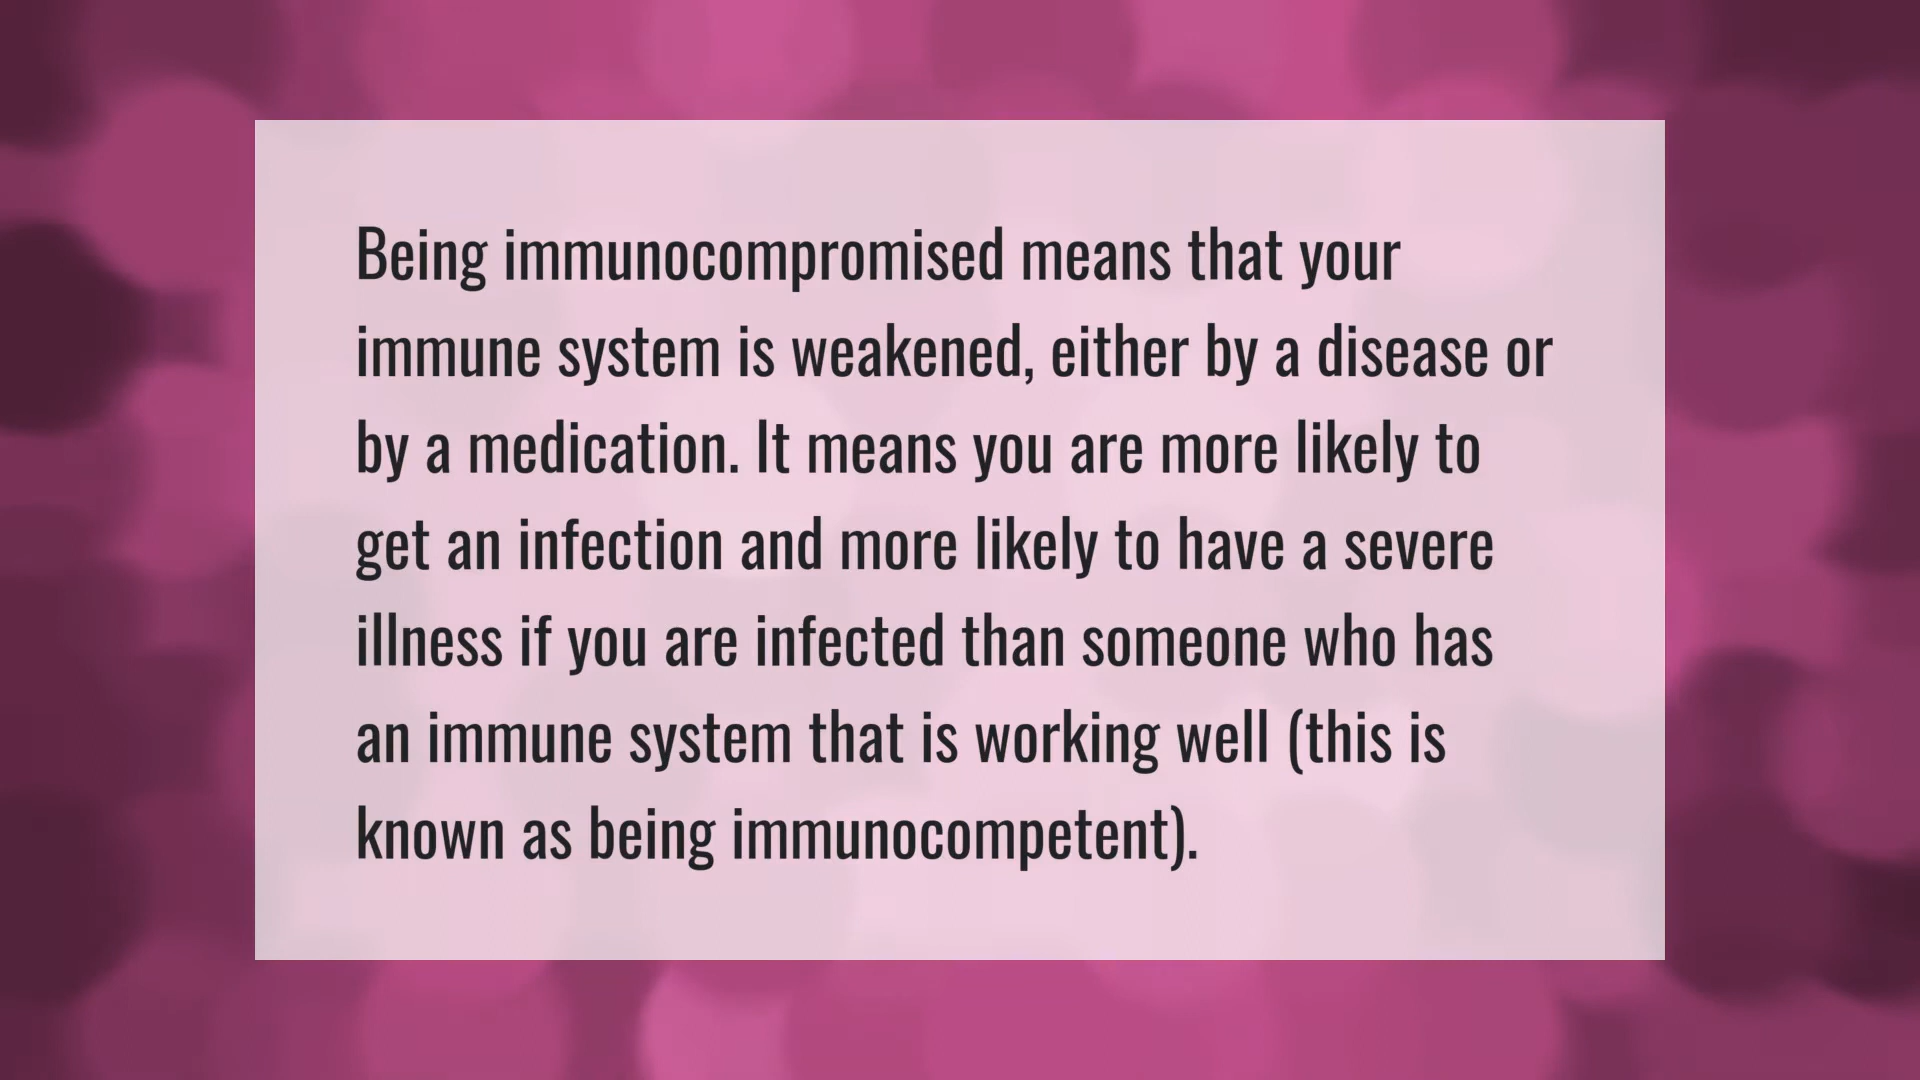 Being immunocompromised means that your
immune system is weakened, either by a disease or
by a medication. It means you are more likely to
get an infection and more likely to have a severe
illness if you are infected than someone who has
an immune system that is working well (this is
known as being immunocompetent).